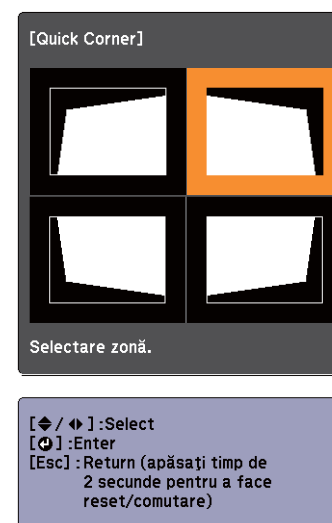 [Quick Corner]
Selectare zonă.
[◆/◆] :Select
[↵] :Enter
[Esc] : Return (apăsaţi timp de
2 secunde pentru a face
reset/comutare)